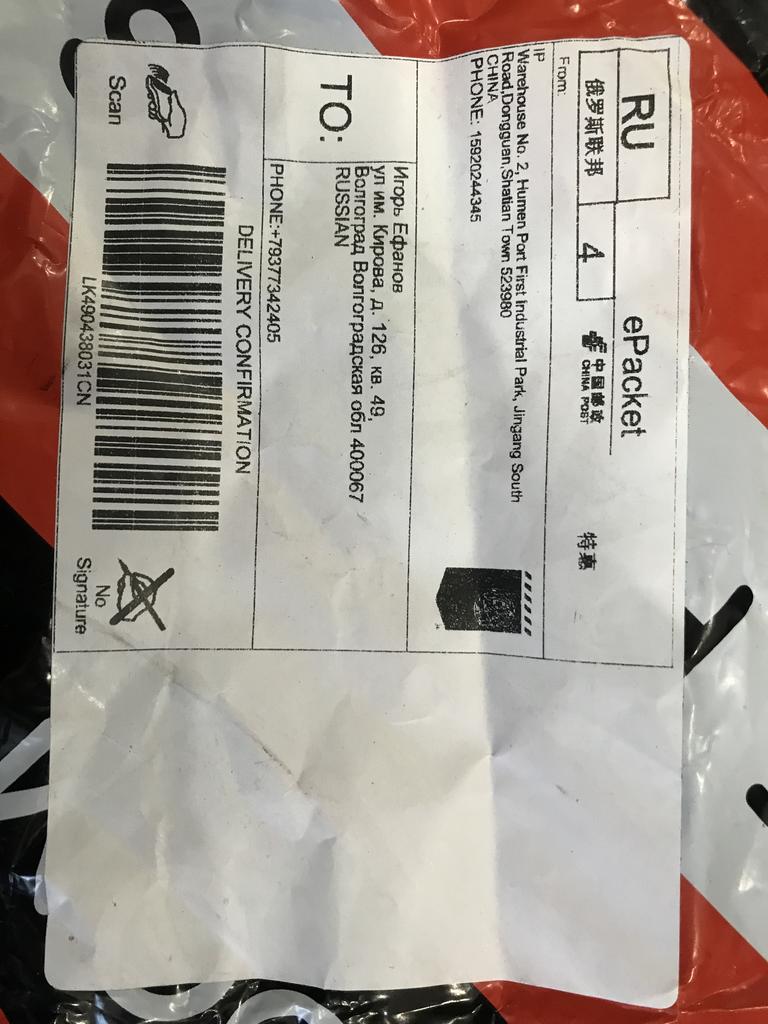 RU
ePacket
俄罗斯联邦
4
中国邮政
CHINA POST
特惠
From:
IP
Warehouse No. 2, Humen Port First Industrial Park, Jingang South
Road,Dongguan,Shatian Town 523980
CHINA
PHONE: 15920244345
TO:
Игорь Ефанов
ул им. Кирова, д. 126, кв. 49,
Волгоград Волгоградская обл 400067
RUSSIAN
PHONE:+79377342405
DELIVERY CONFIRMATION
Scan
LK490438031CN
No
Signature